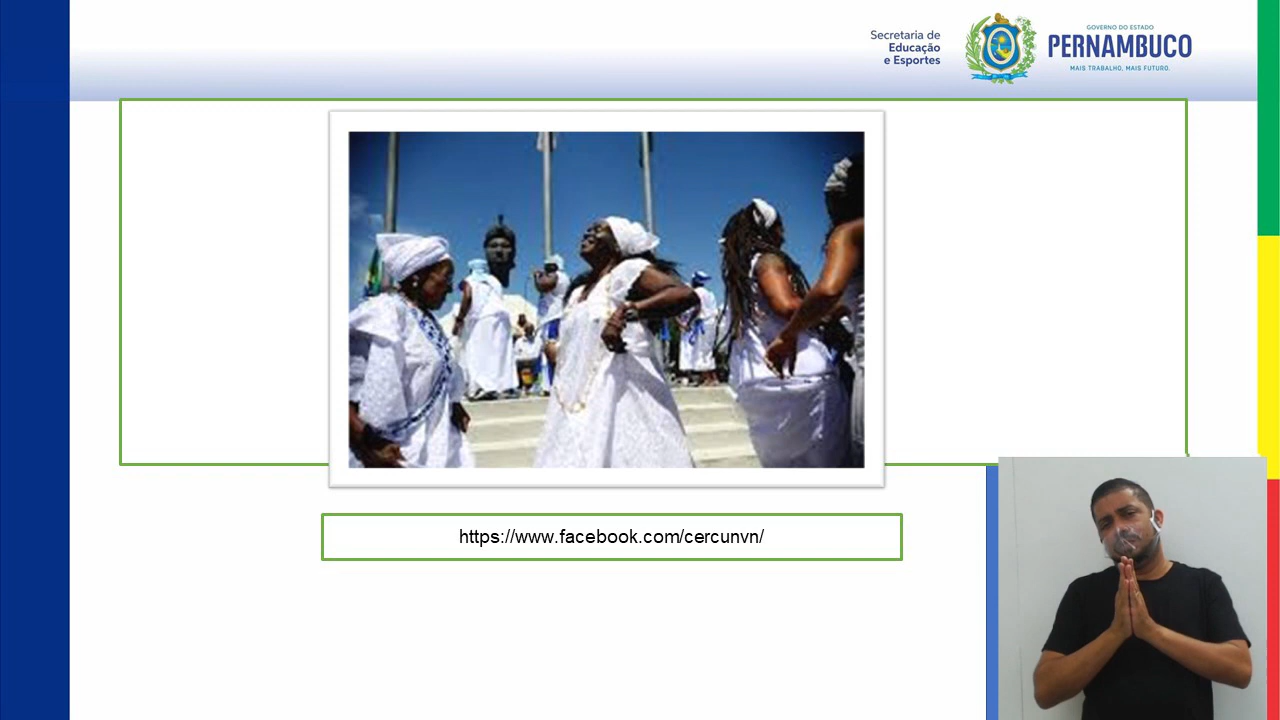 Secretaria de
Educação
e Esportes
GOVERNO DO ESTADO
PERNAMBUCO
MAIS TRABALHO, MAIS FUTURO.
https://www.facebook.com/cercunvn/